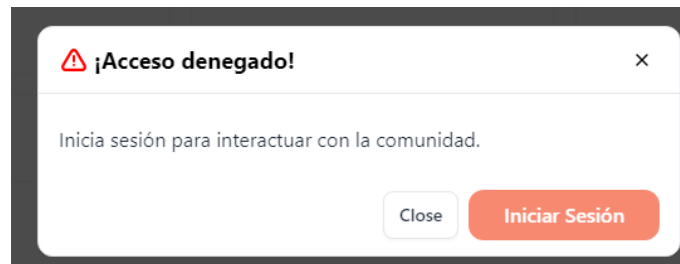 ¡Acceso denegado!
Inicia sesión para interactuar con la comunidad.
Close
Iniciar Sesión